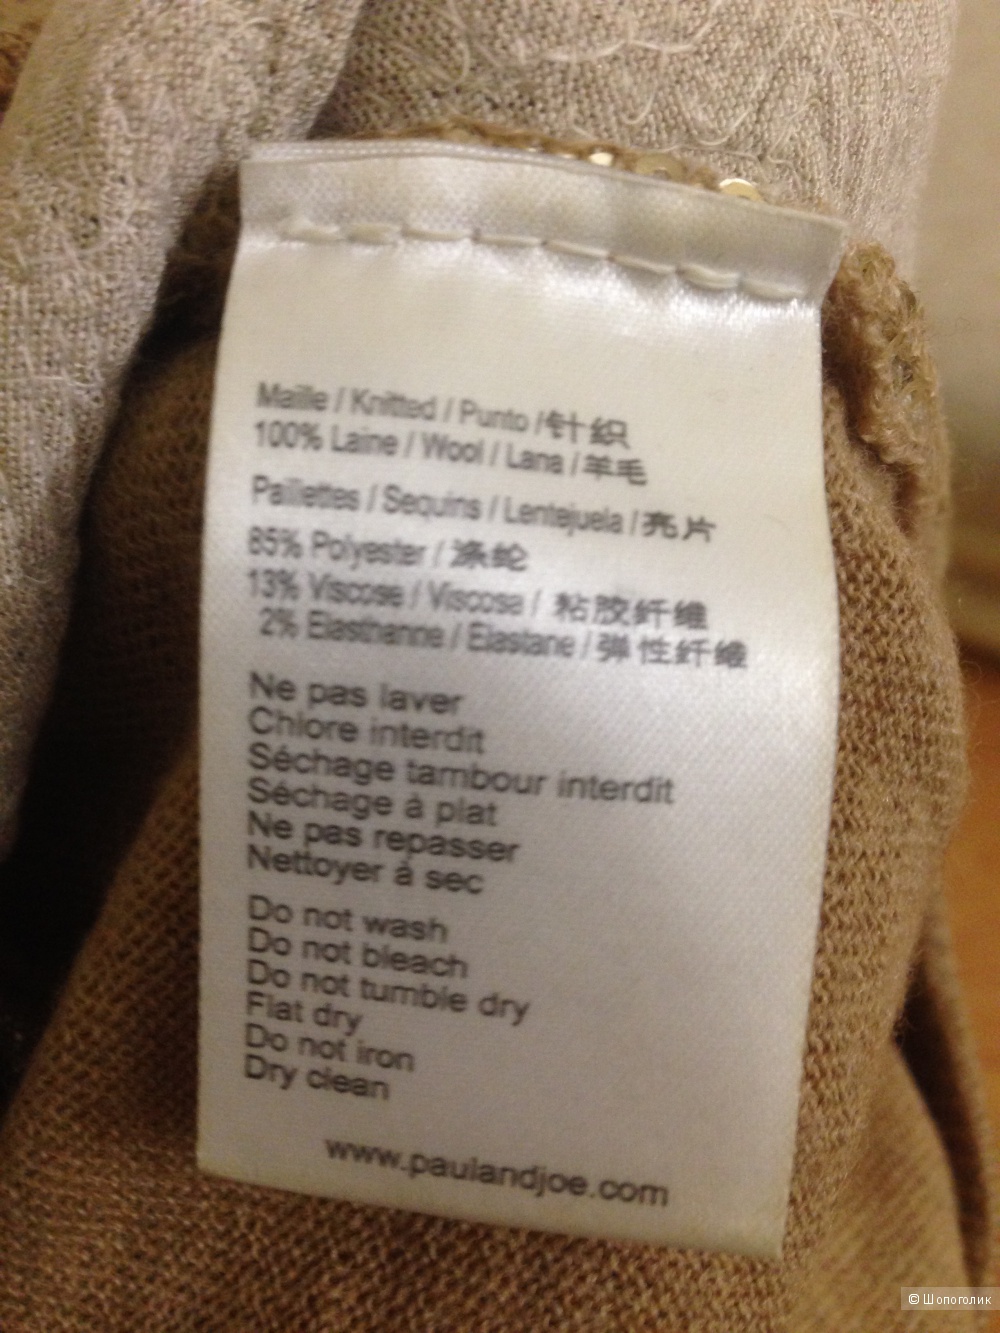 Maille / Knitted / Punto /针织
100% Laine / Wool / Lana / 羊毛
Paillettes / Sequins / Lentejuela / 亮片
85% Polyester / 涤纶
13% Viscose / Viscosa / 粘胶纤维
2% Elasthanne / Elastane / 弹性纤维
Ne pas laver
Chlore interdit
Séchage tambour interdit
Séchage à plat
Ne pas repasser
Nettoyer à sec
Do not wash
Do not bleach
Do not tumble dry
Flat dry
Do not iron
Dry clean
www.paulandjoe.com
© Шопоголик